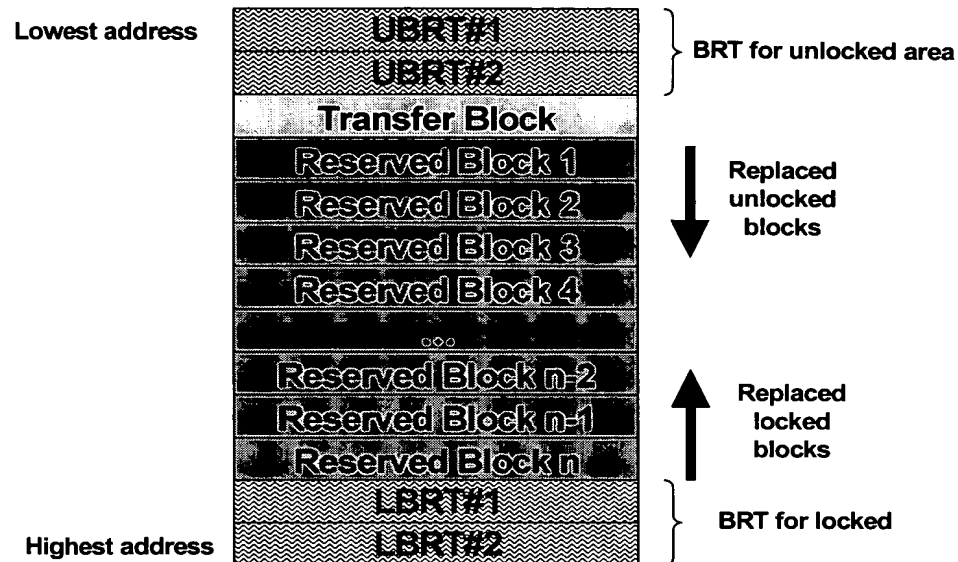 Lowest address
UBRT#1
UBRT#2
BRT for unlocked area
Transfer Block
Reserved Block 1
Reserved Block 2
Reserved Block 3
Reserved Block 4
Replaced
unlocked
blocks
...
Reserved Block n-2
Reserved Block n-1
Reserved Block n
Replaced
locked
blocks
LBRT#1
LBRT#2
BRT for locked
Highest address